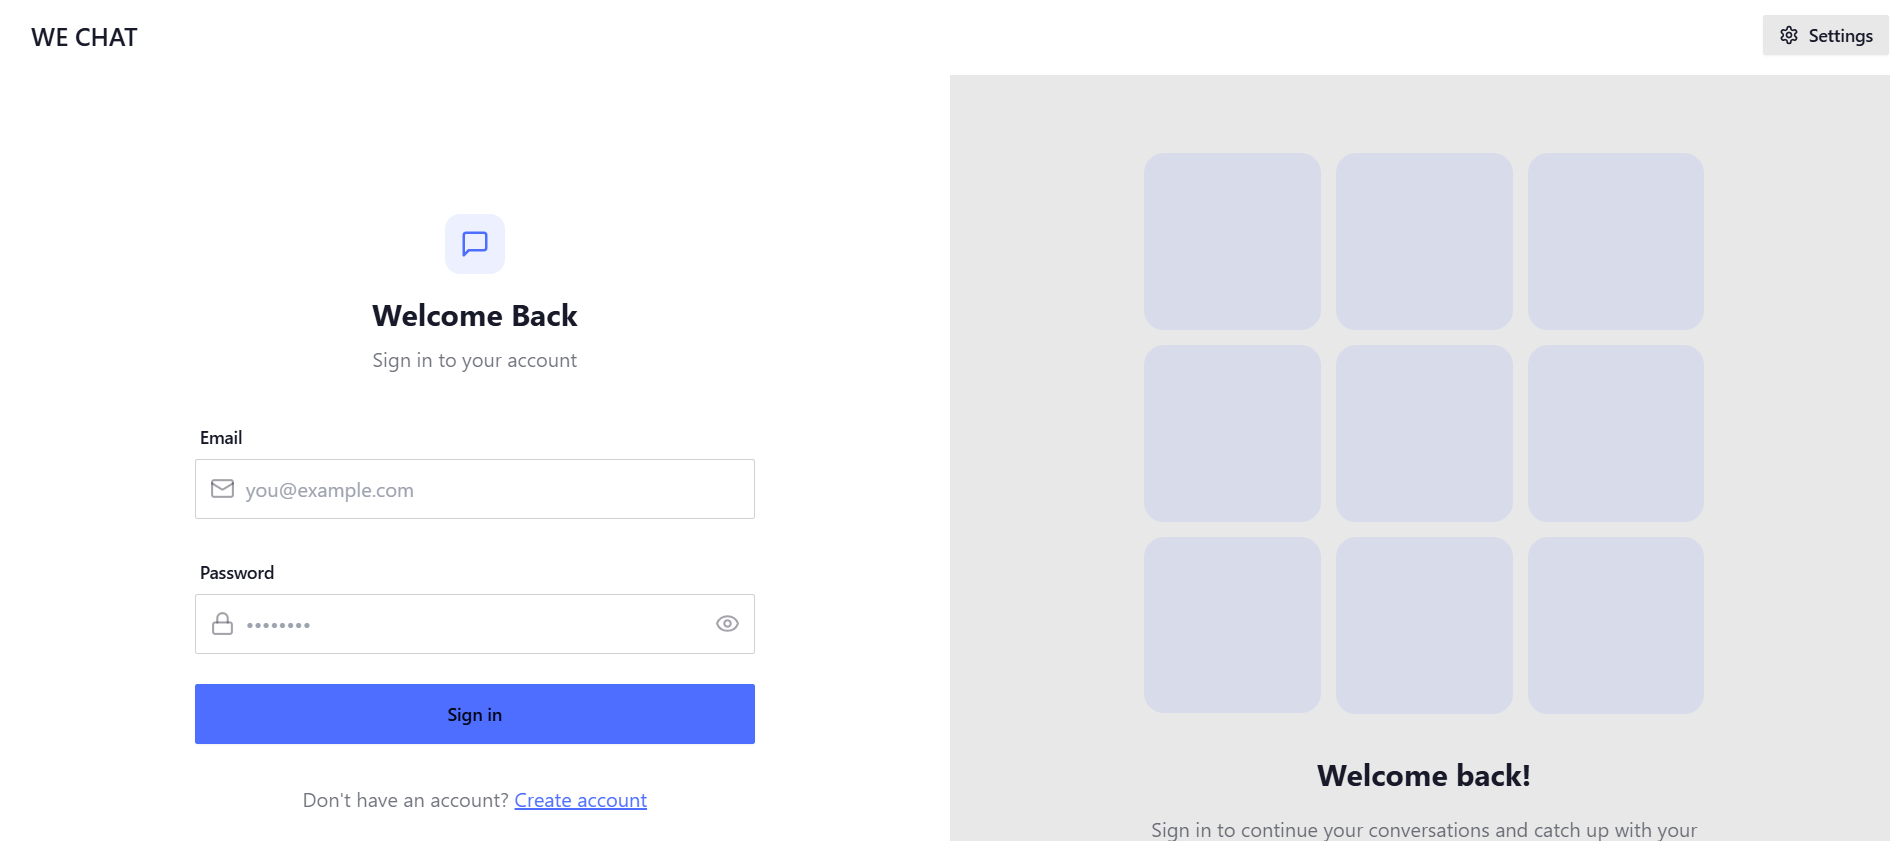 WE CHAT
Settings
Welcome Back
Sign in to your account
Email
you@example.com
Password
••••••••
Sign in
Don't have an account? Create account
Welcome back!
Sign in to continue your conversations and catch up with your